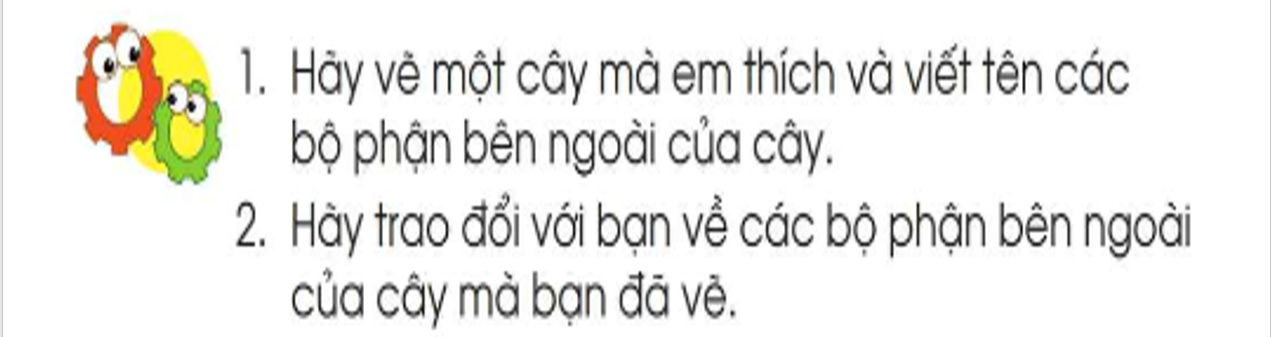 1. Hãy vẽ một cây mà em thích và viết tên các
bộ phận bên ngoài của cây.
2. Hãy trao đổi với bạn về các bộ phận bên ngoài
của cây mà bạn đã vẽ.